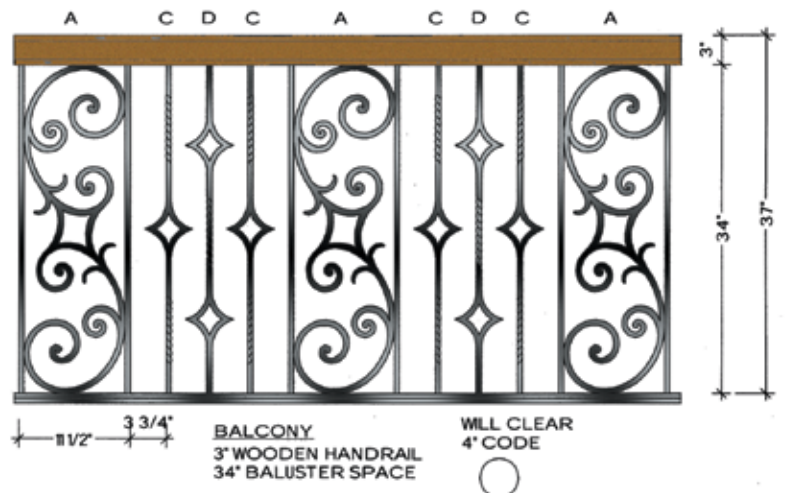 A C D C A C D C A
3"
34"
37"
3 3/4"
11 1/2"
BALCONY
3" WOODEN HANDRAIL
34" BALUSTER SPACE
WILL CLEAR
4" CODE